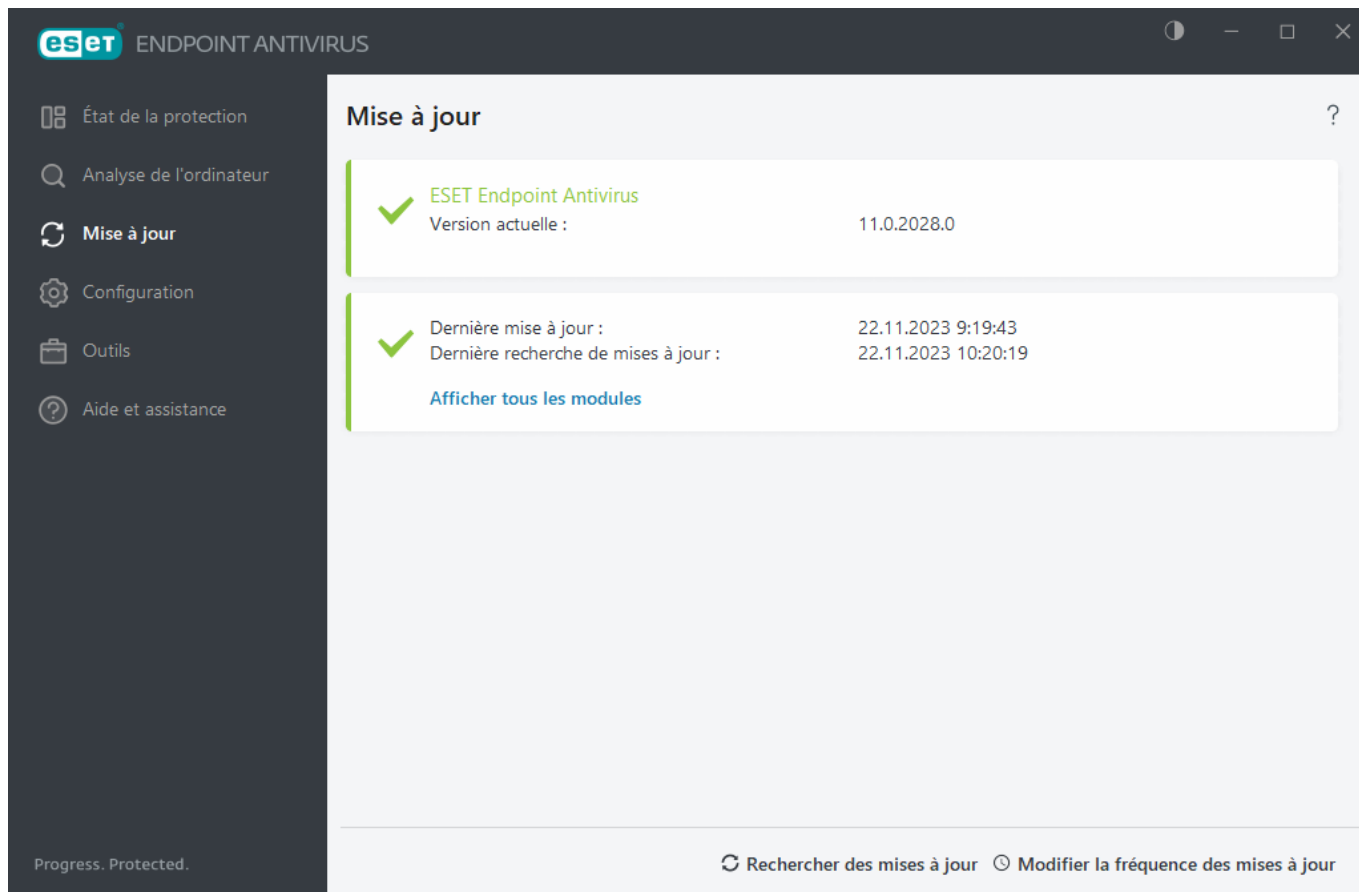 eset ENDPOINT ANTIVIRUS
État de la protection
Analyse de l'ordinateur
Mise à jour
Configuration
Outils
Aide et assistance
Progress. Protected.
Mise à jour
?
ESET Endpoint Antivirus
Version actuelle : 11.0.2028.0
Dernière mise à jour : 22.11.2023 9:19:43
Dernière recherche de mises à jour : 22.11.2023 10:20:19
Afficher tous les modules
Rechercher des mises à jour Modifier la fréquence des mises à jour